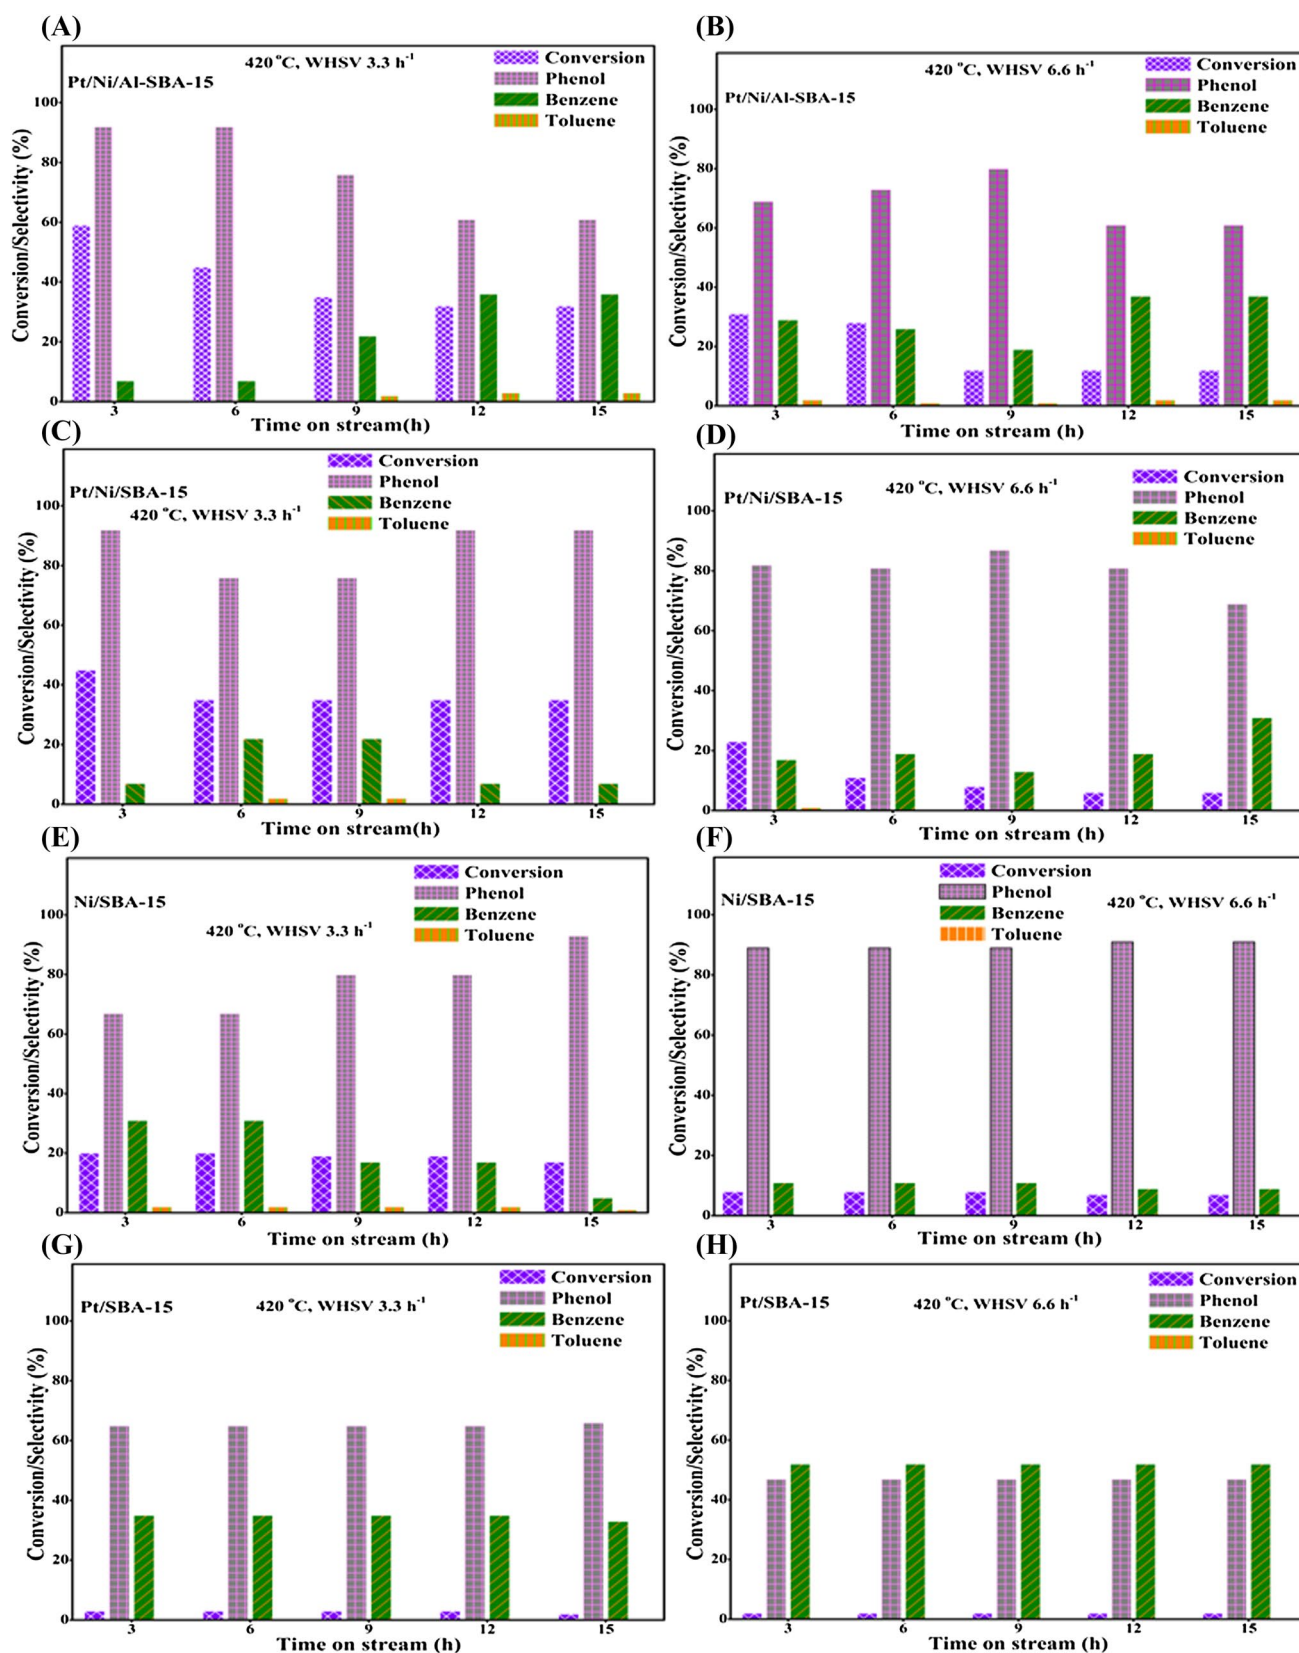 (A)
420 °C, WHSV 3.3 h⁻¹
Pt/Ni/Al-SBA-15
Conversion
Phenol
Benzene
Toluene
Conversion/Selectivity (%)
100
80
60
40
20
0
3 6 9 12 15
Time on stream(h)
(B)
420 °C, WHSV 6.6 h⁻¹
Pt/Ni/Al-SBA-15
Conversion
Phenol
Benzene
Toluene
Conversion/Selectivity (%)
100
80
60
40
20
0
3 6 9 12 15
Time on stream (h)
(C)
Pt/Ni/SBA-15
420 °C, WHSV 3.3 h⁻¹
Conversion
Phenol
Benzene
Toluene
Conversion/Selectivity (%)
100
80
60
40
20
0
3 6 9 12 15
Time on stream(h)
(D)
Pt/Ni/SBA-15
420 °C, WHSV 6.6 h⁻¹
Conversion
Phenol
Benzene
Toluene
Conversion/Selectivity (%)
100
80
60
40
20
0
3 6 9 12 15
Time on stream (h)
(E)
Ni/SBA-15
420 °C, WHSV 3.3 h⁻¹
Conversion
Phenol
Benzene
Toluene
Conversion/Selectivity (%)
100
80
60
40
20
0
3 6 9 12 15
Time on stream (h)
(F)
Ni/SBA-15
Conversion
Phenol
Benzene
Toluene
420 °C, WHSV 6.6 h⁻¹
Conversion/Selectivity (%)
100
80
60
40
20
0
3 6 9 12 15
Time on stream (h)
(G)
Pt/SBA-15
420 °C, WHSV 3.3 h⁻¹
Conversion
Phenol
Benzene
Toluene
Conversion/Selectivity (%)
100
80
60
40
20
0
3 6 9 12 15
Time on stream (h)
(H)
Pt/SBA-15
420 °C, WHSV 6.6 h⁻¹
Conversion
Phenol
Benzene
Toluene
Conversion/Selectivity (%)
100
80
60
40
20
0
3 6 9 12 15
Time on stream (h)